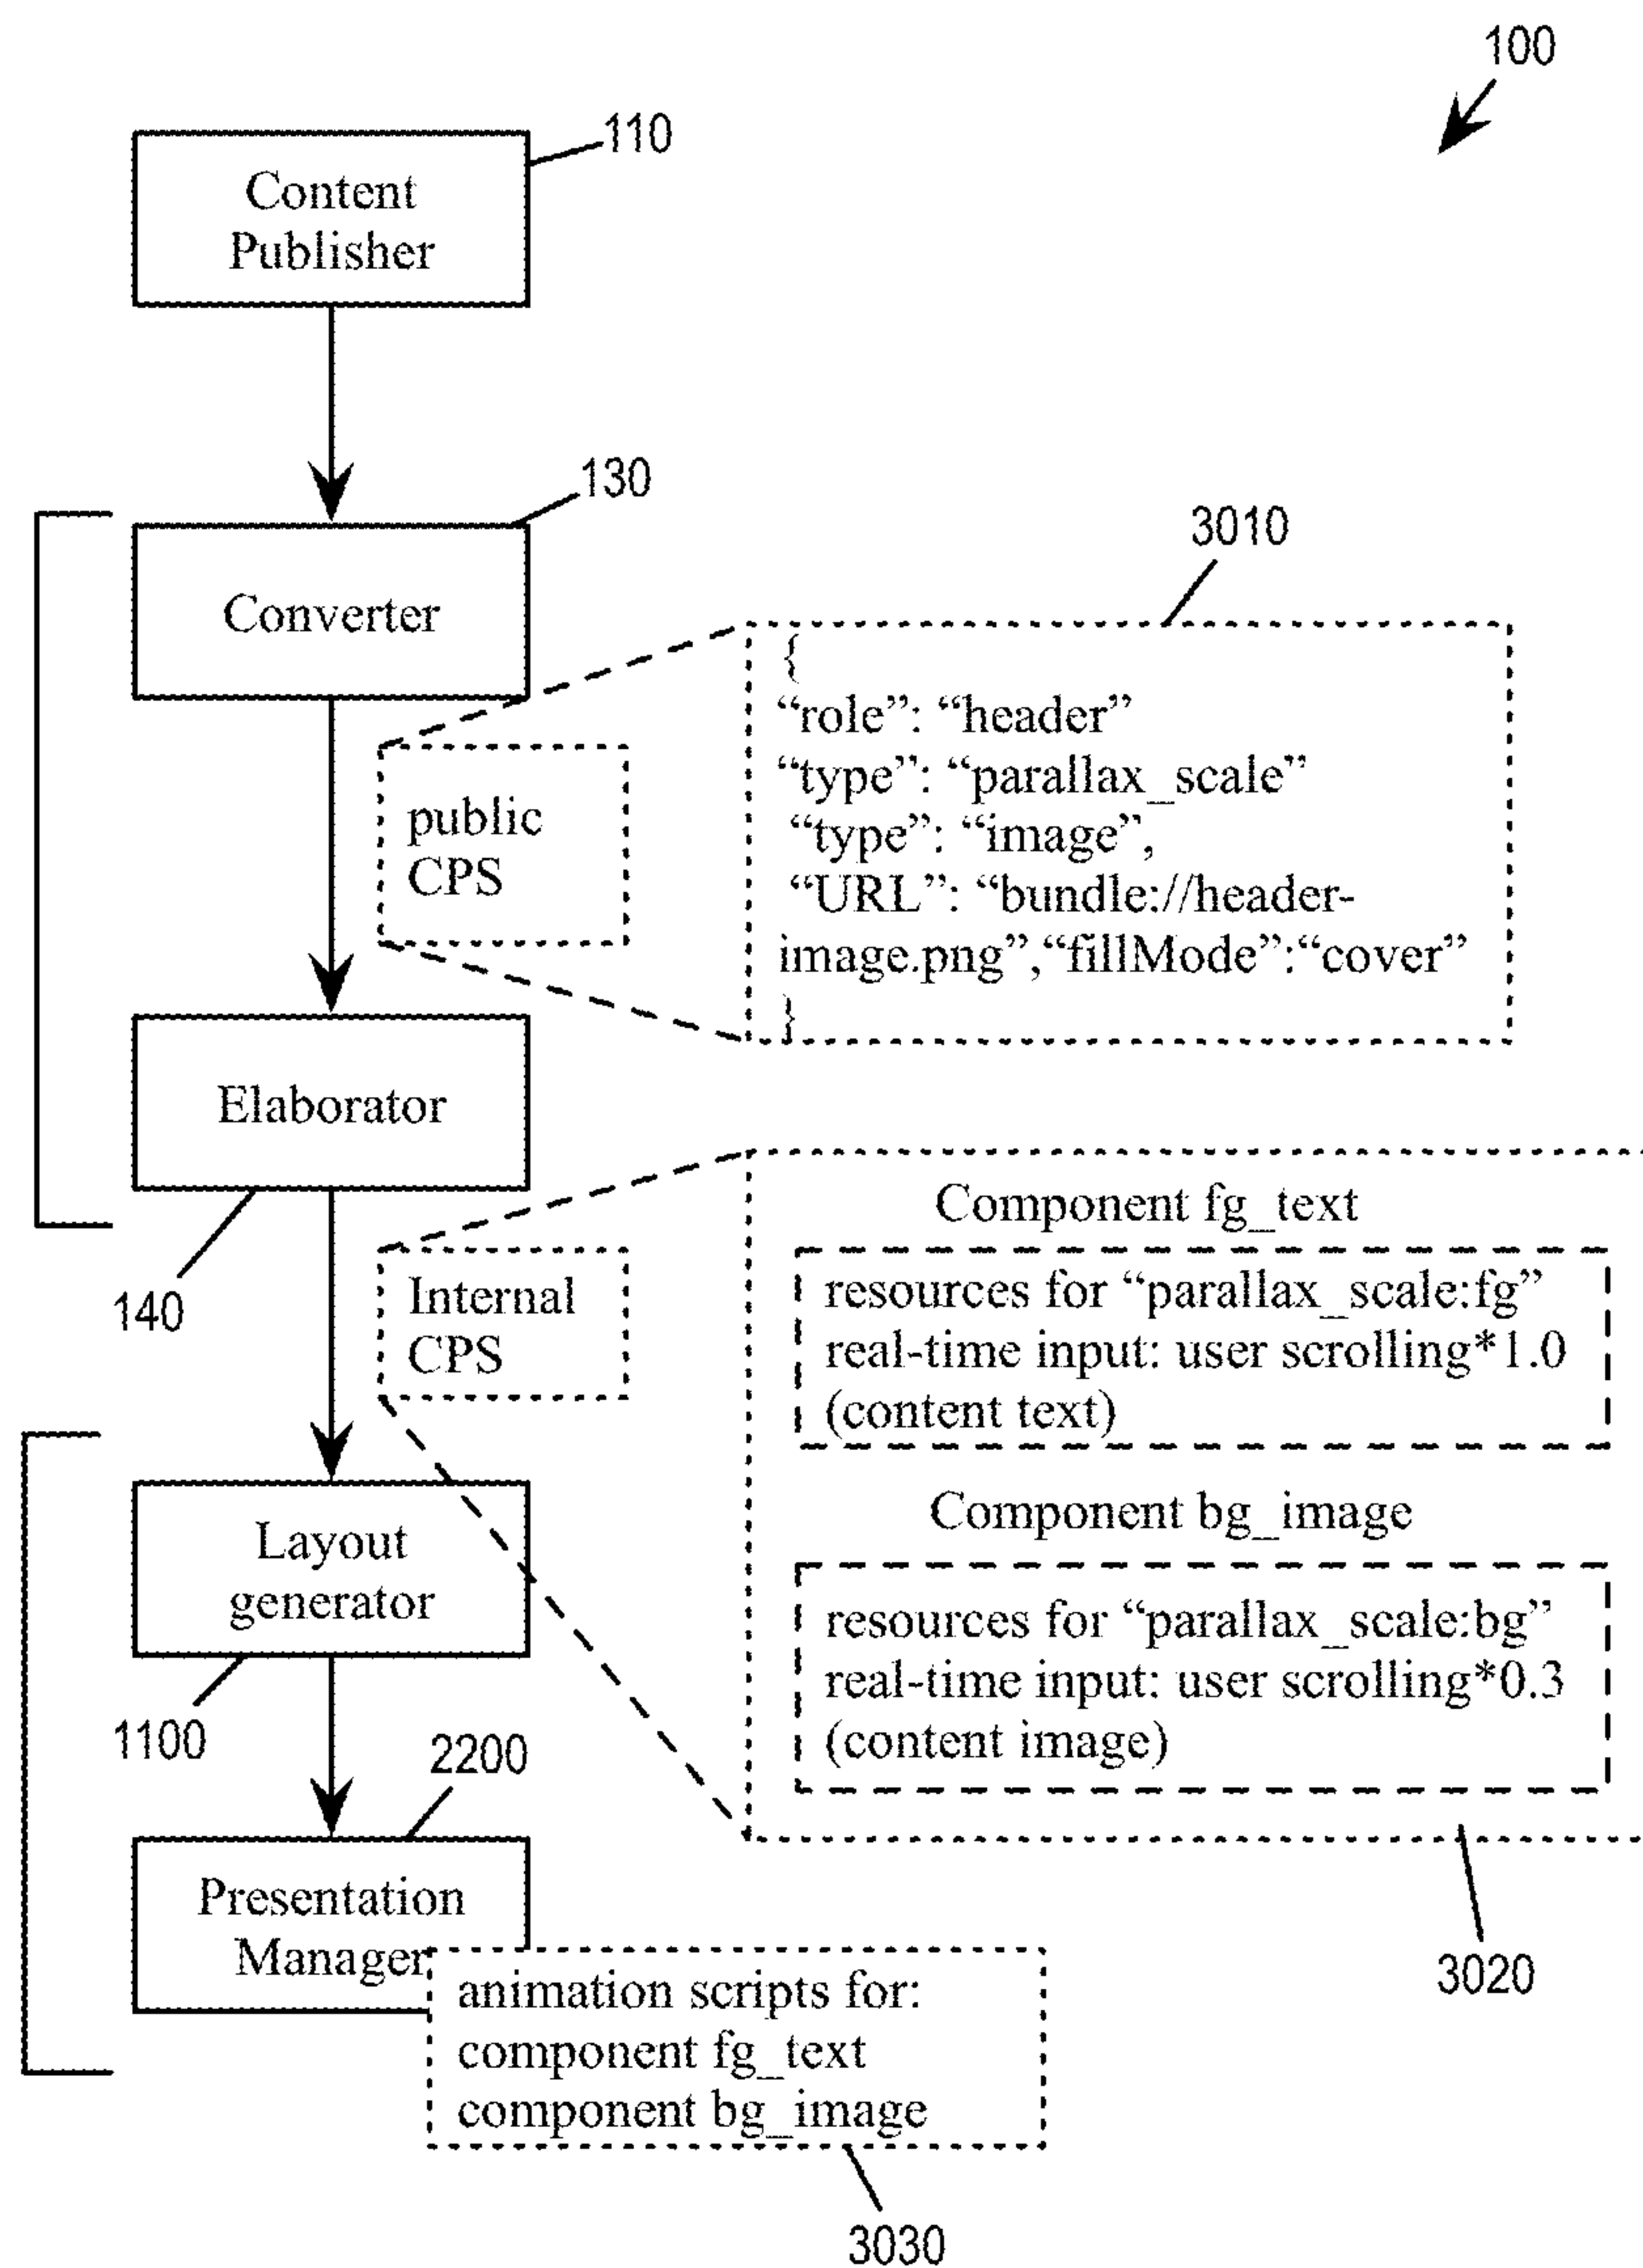 100
110
Content
Publisher
130
Converter
3010
{
“role”: “header”
“type”: “parallax_scale”
“type”: “image”,
“URL”: “bundle://header-
image.png”,“fillMode”:“cover”
}
public
CPS
Elaborator
140
Internal
CPS
Component fg_text
resources for “parallax_scale:fg”
real-time input: user scrolling*1.0
(content text)
Component bg_image
resources for “parallax_scale:bg”
real-time input: user scrolling*0.3
(content image)
3020
Layout
generator
1100
2200
Presentation
Manager
animation scripts for:
component fg_text
component bg_image
3030